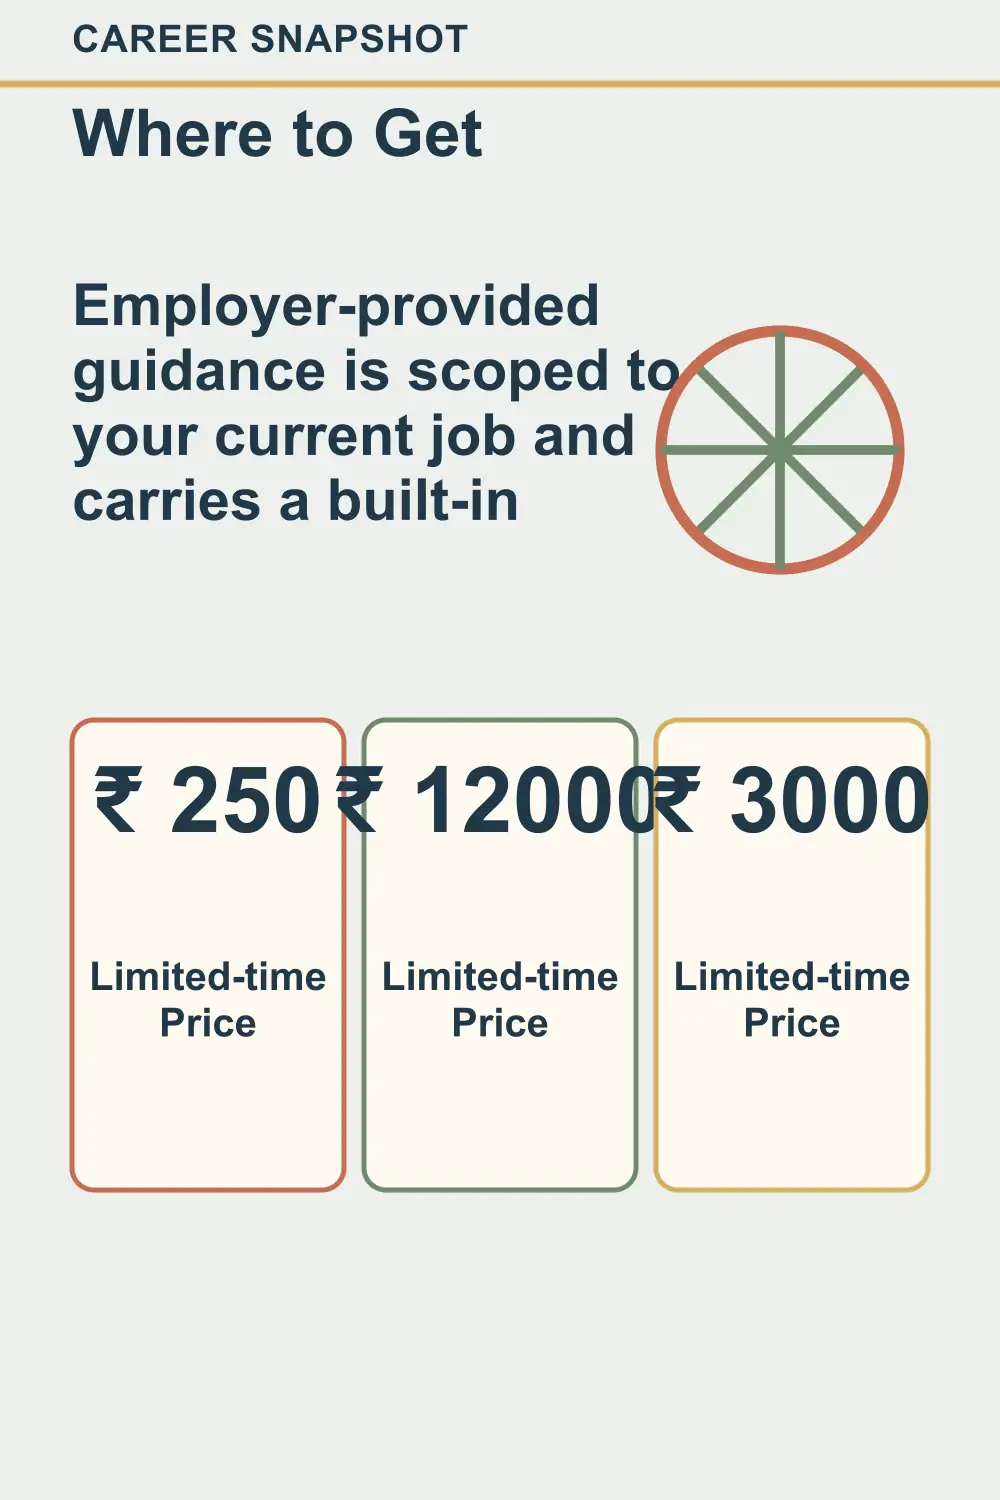 CAREER SNAPSHOT
Where to Get
Employer-provided
guidance is scoped to
your current job and
carries a built-in
₹ 250
₹ 12000
₹ 3000
Limited-time
Price
Limited-time
Price
Limited-time
Price